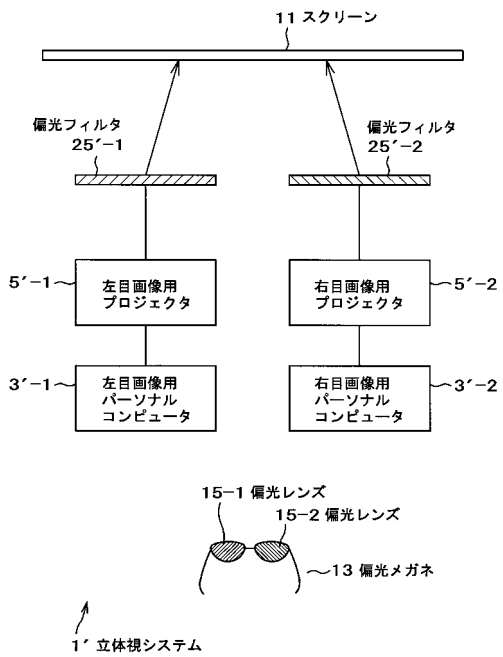 11 スクリーン
偏光フィルタ
25′-1
偏光フィルタ
25′-2
5′-1
左目画像用
プロジェクタ
右目画像用
プロジェクタ
5′-2
3′-1
左目画像用
パーソナル
コンピュータ
右目画像用
パーソナル
コンピュータ
3′-2
15-1 偏光レンズ
15-2 偏光レンズ
13 偏光メガネ
1′ 立体視システム